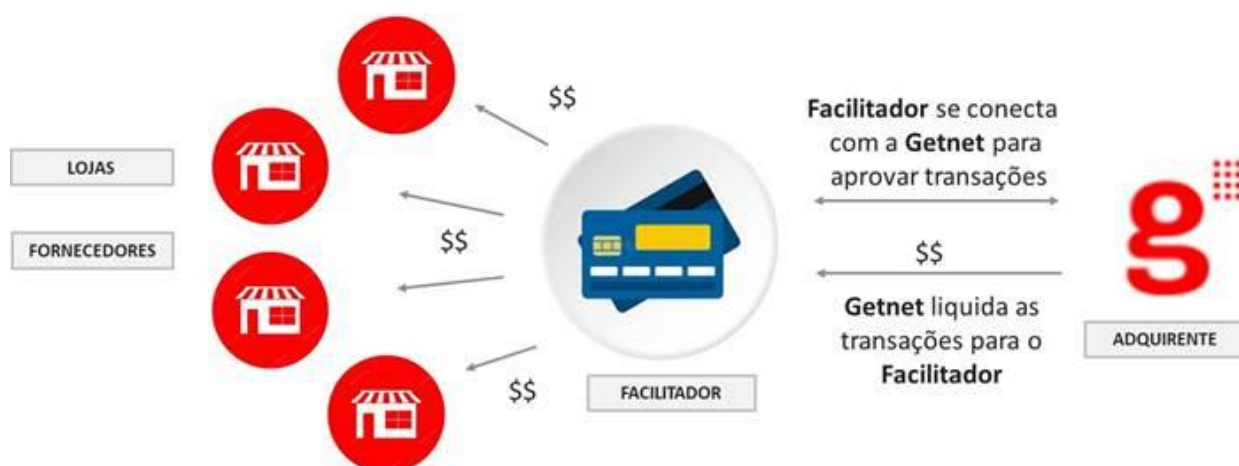 LOJAS
FORNECEDORES
$$
$$
$$
FACILITADOR
Facilitador se conecta
com a Getnet para
aprovar transações
$$
Getnet liquida as
transações para o
Facilitador
g
ADQUIRENTE